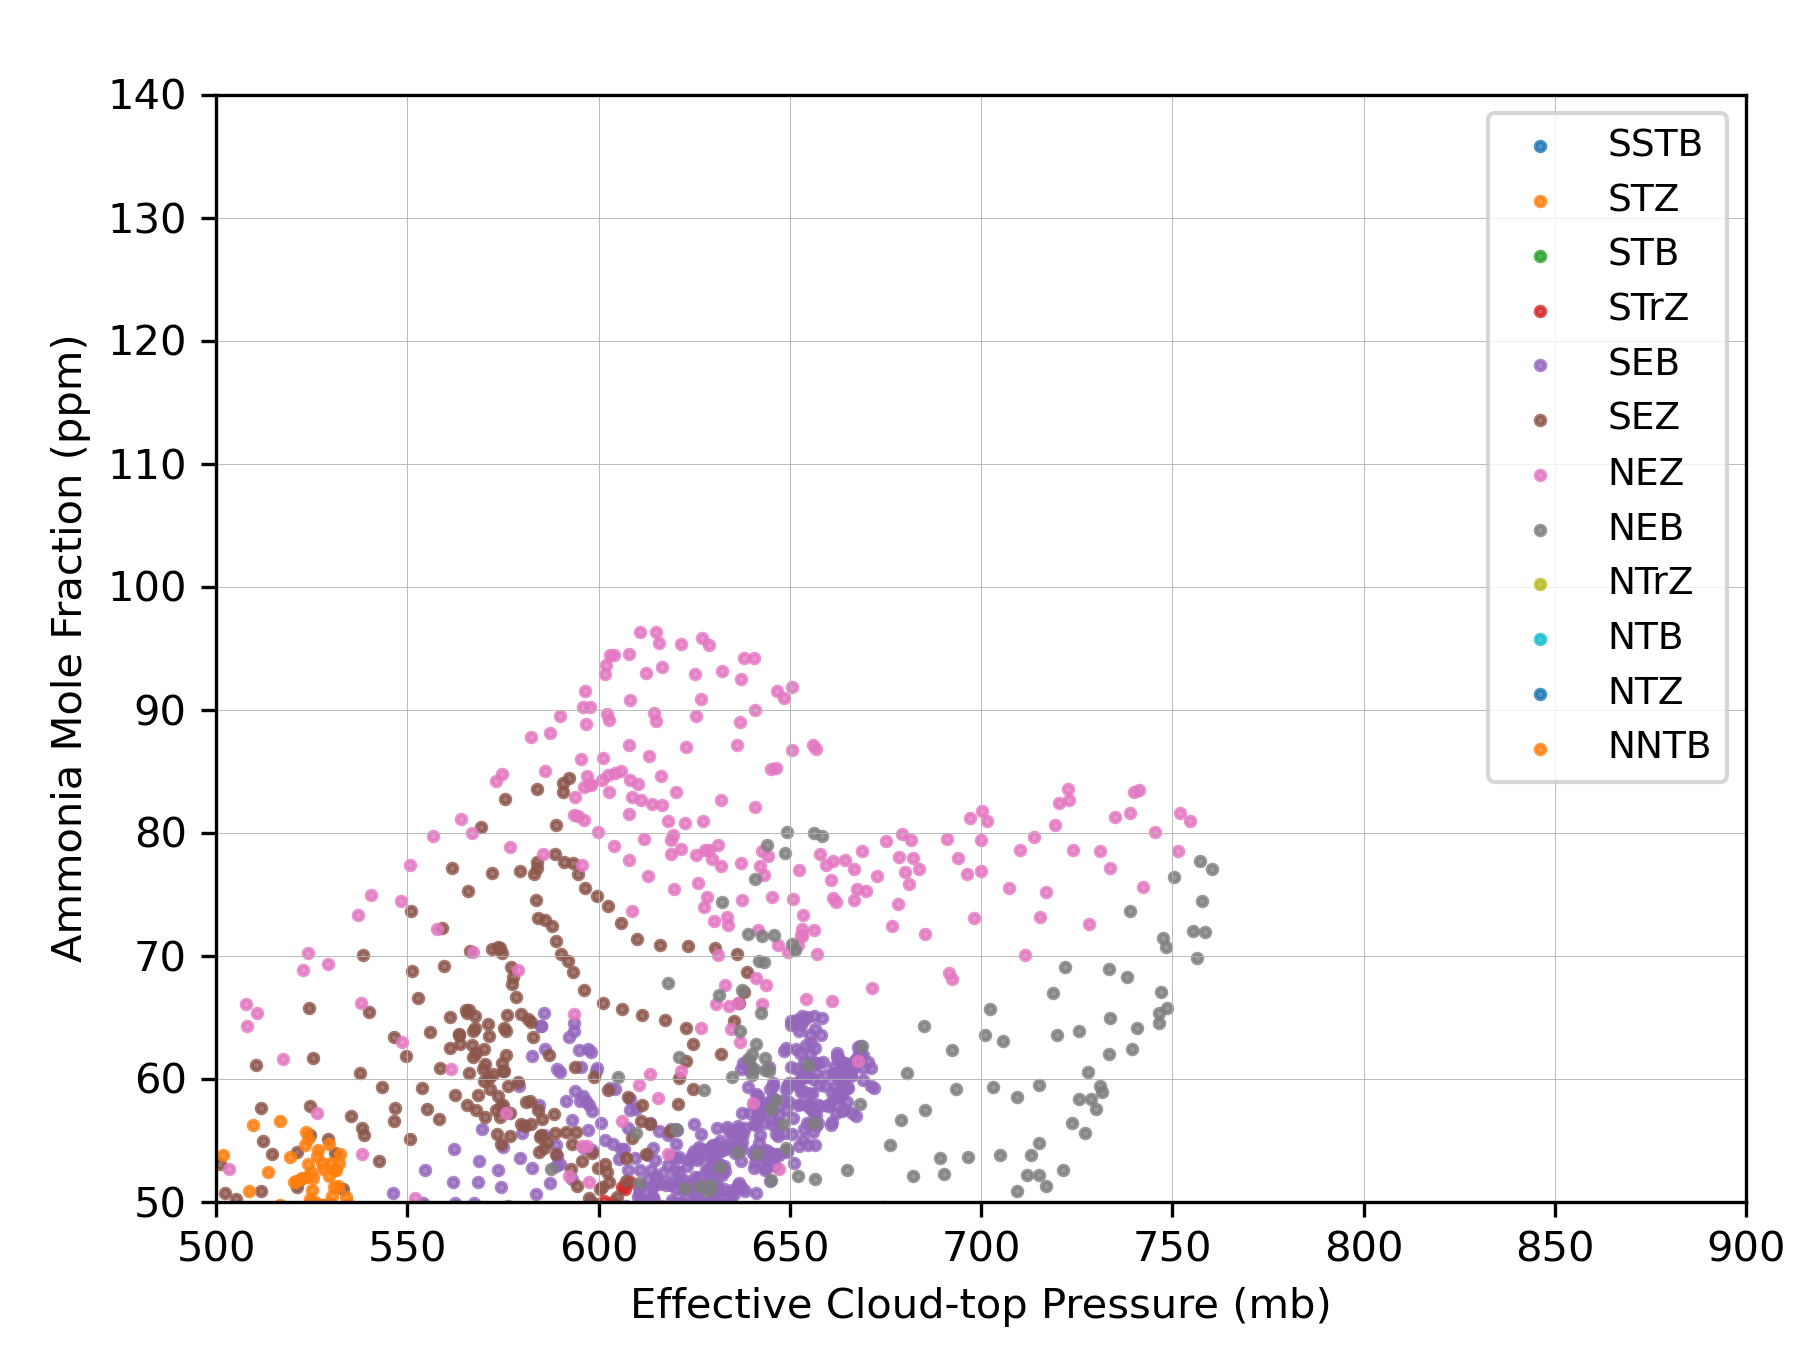 140
130
120
110
100
90
80
70
60
50
Ammonia Mole Fraction (ppm)
500 550 600 650 700 750 800 850 900
Effective Cloud-top Pressure (mb)
SSTB
STZ
STB
STrZ
SEB
SEZ
NEZ
NEB
NTrZ
NTB
NTZ
NNTB